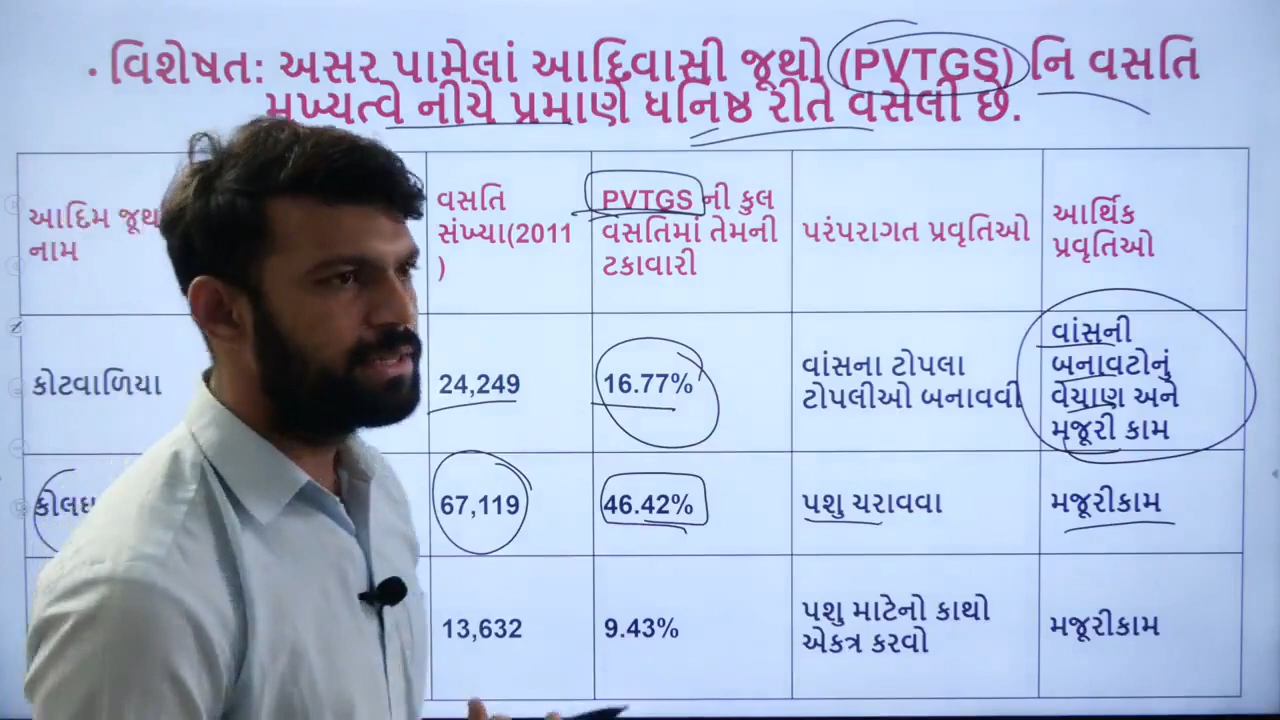 · વિશેષત: અસર પામેલાં આદિવાસી જૂથો (PVTGS) નિ વસતિ
મુખ્યત્વે નીચે પ્રમાણે ધનિષ્ઠ રીતે વસેલી છે.
આદિમ જૂથ
નામ
વસતિ
સંખ્યા(2011
)
PVTGS ની કુલ
વસતિમાં તેમની
ટકાવારી
પરંપરાગત પ્રવૃતિઓ
આર્થિક
પ્રવૃતિઓ
કોટવાળિયા
24,249
16.77%
વાંસના ટોપલા
ટોપલીઓ બનાવવી
વાંસની
બનાવટોનું
વેચાણ અને
મજૂરી કામ
67,119
46.42%
પશુ ચરાવવા
મજૂરીકામ
13,632
9.43%
પશુ માટેનો કાથો
એકત્ર કરવો
મજૂરીકામ